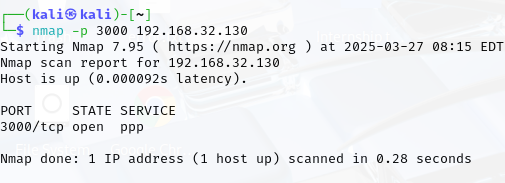 ┌──(kali㉿kali)-[~]
└─$ nmap -p 3000 192.168.32.130
Starting Nmap 7.95 ( https://nmap.org ) at 2025-03-27 08:15 EDT
Nmap scan report for 192.168.32.130
Host is up (0.000092s latency).
PORT     STATE SERVICE
3000/tcp open  ppp
Nmap done: 1 IP address (1 host up) scanned in 0.28 seconds